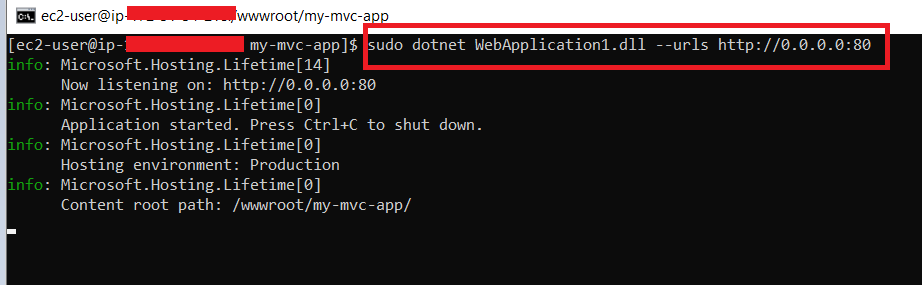 ec2-user@ip- /wwwroot/my-mvc-app
[ec2-user@ip- my-mvc-app]$ sudo dotnet WebApplication1.dll --urls http://0.0.0.0:80
info: Microsoft.Hosting.Lifetime[14]
Now listening on: http://0.0.0.0:80
info: Microsoft.Hosting.Lifetime[0]
Application started. Press Ctrl+C to shut down.
info: Microsoft.Hosting.Lifetime[0]
Hosting environment: Production
info: Microsoft.Hosting.Lifetime[0]
Content root path: /wwwroot/my-mvc-app/